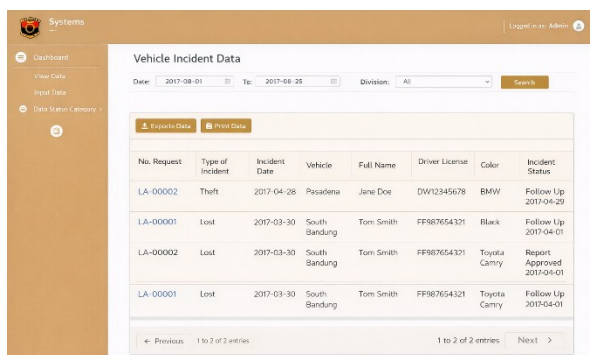 Systems
Logged in as: Admin
Dashboard
View Data
Input Data
Data Status Category >
Vehicle Incident Data
Date: 2017-08-01 To: 2017-08-25 Division: All Search
Exporte Data Print Data
No. Request Type of Incident Incident Date Vehicle Full Name Driver License Color Incident Status
LA-00002 Theft 2017-04-28 Pasadena Jane Doe DW12345678 BMW Follow Up
2017-04-29
LA-00001 Lost 2017-03-30 South Bandung Tom Smith FF987654321 Black Follow Up
2017-04-01
LA-00002 Lost 2017-03-30 South Bandung Tom Smith FF987654321 Toyota Camry Report Approved
2017-04-01
LA-00001 Lost 2017-03-30 South Bandung Tom Smith FF987654321 Toyota Camry Follow Up
2017-04-01
← Previous 1 to 2 of 2 entries 1 to 2 of 2 entries Next >